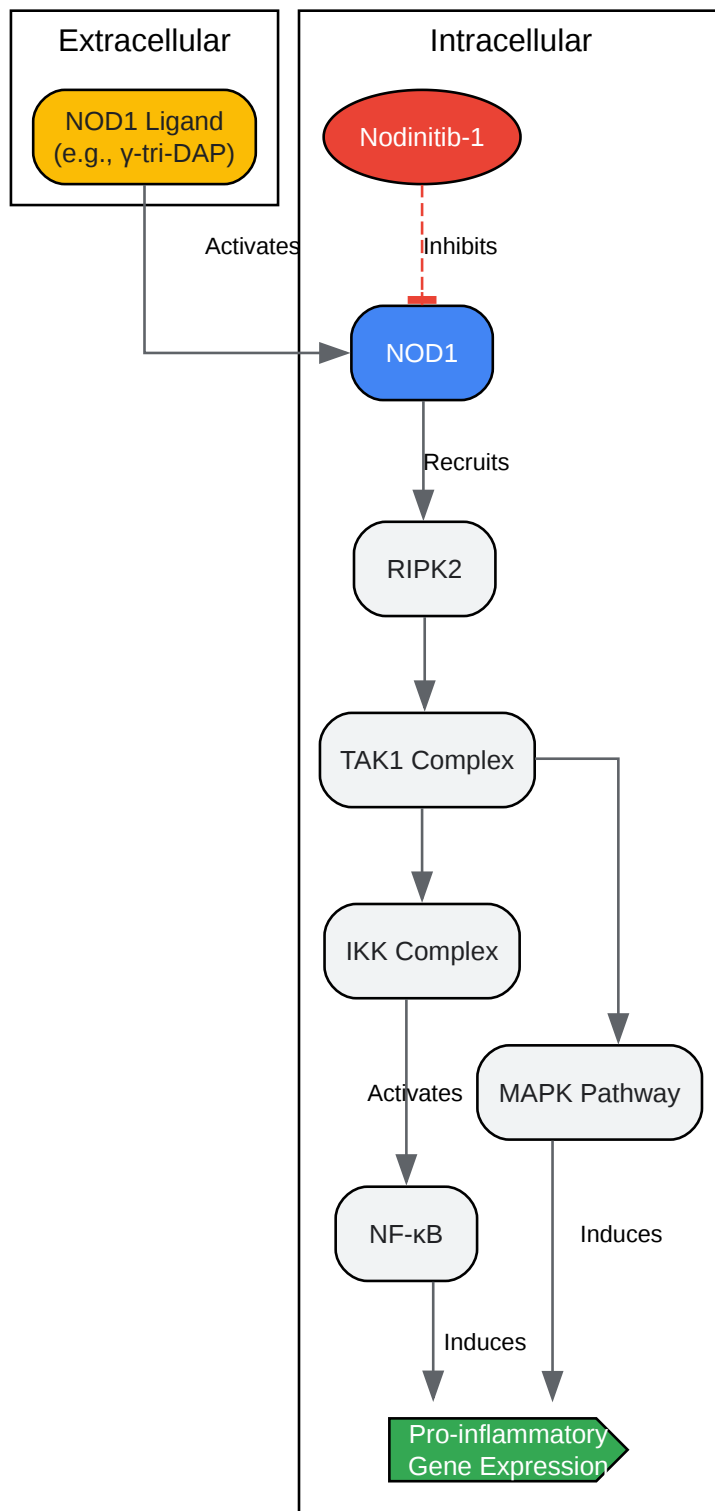 Extracellular
Intracellular
NOD1 Ligand
(e.g., γ-tri-DAP)
Nodinitib-1
Activates
Inhibits
NOD1
Recruits
RIPK2
TAK1 Complex
IKK Complex
Activates
MAPK Pathway
NF-κB
Induces
Induces
Pro-inflammatory
Gene Expression